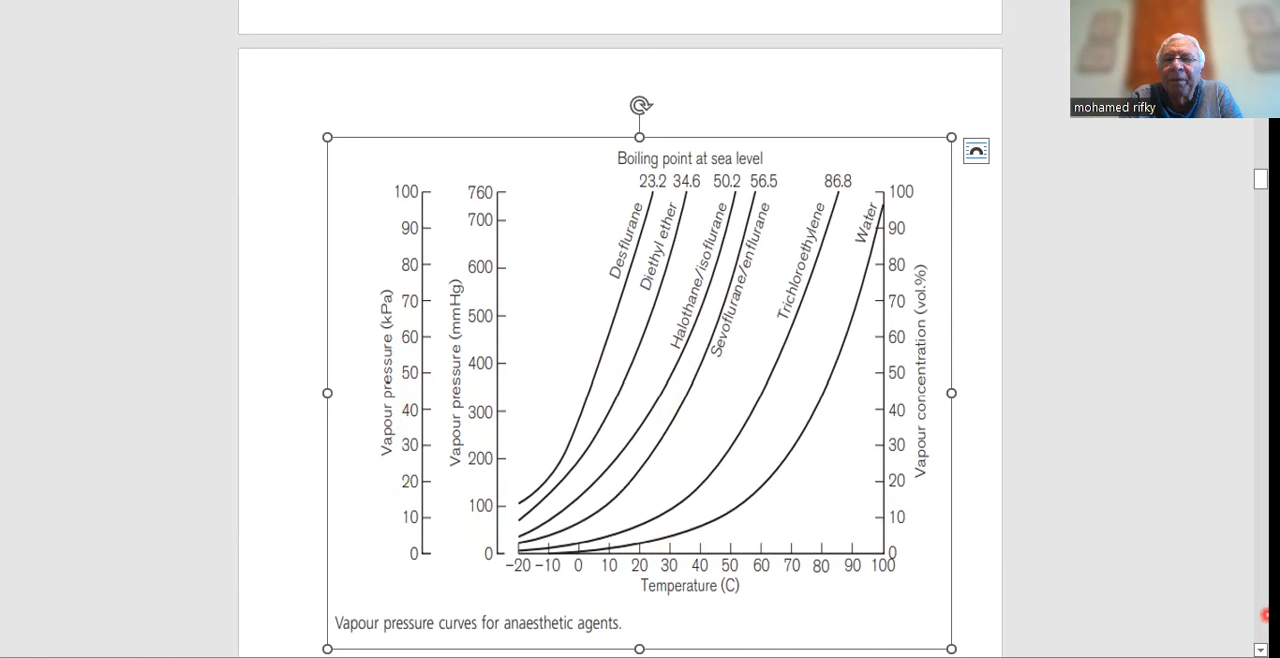 mohamed rifky
Boiling point at sea level
23.2 34.6 50.2 56.5 86.8
Vapour pressure (kPa)
100
90
80
70
60
50
40
30
20
10
0
Vapour pressure (mmHg)
760
700
600
500
400
300
200
100
0
Desflurane
Diethyl ether
Halothane/isoflurane
Sevoflurane/enflurane
Trichloroethylene
Water
100
90
80
70
60
50
40
30
20
10
0
Vapour concentration (vol.%)
−20 −10 0 10 20 30 40 50 60 70 80 90 100
Temperature (C)
Vapour pressure curves for anaesthetic agents.